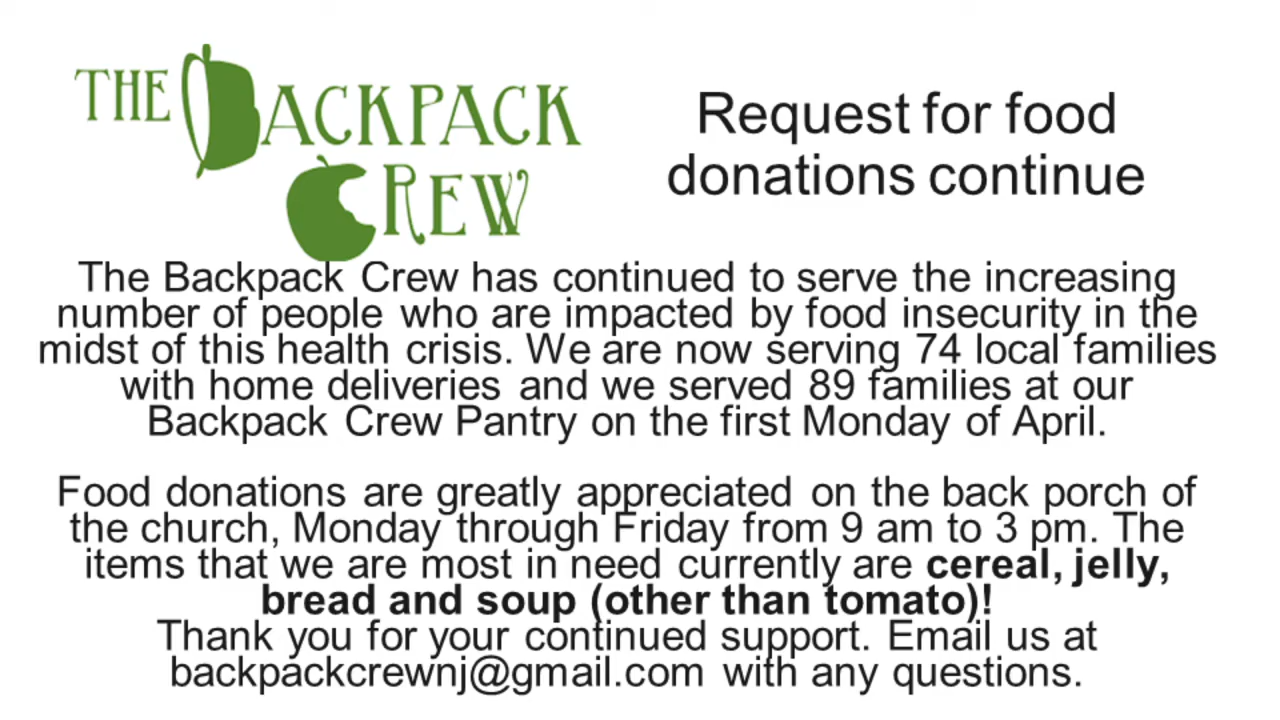 THE BACKPACK
CREW
Request for food
donations continue
The Backpack Crew has continued to serve the increasing
number of people who are impacted by food insecurity in the
midst of this health crisis. We are now serving 74 local families
with home deliveries and we served 89 families at our
Backpack Crew Pantry on the first Monday of April.
Food donations are greatly appreciated on the back porch of
the church, Monday through Friday from 9 am to 3 pm. The
items that we are most in need currently are cereal, jelly,
bread and soup (other than tomato)!
Thank you for your continued support. Email us at
backpackcrewnj@gmail.com with any questions.